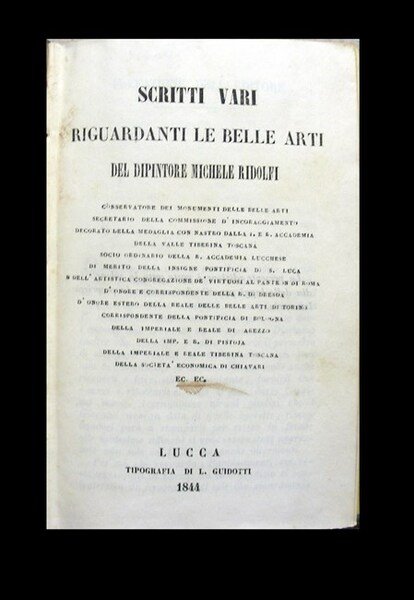 SCRITTI VARI
RIGUARDANTI LE BELLE ARTI
DEL DIPINTORE MICHELE RIDOLFI
CONSERVATORE DEI MONUMENTI DELLE BELLE ARTI
SECRETARIO DELLA COMMISSIONE D'INCORAGGIAMENTO
DECORATO DELLA MEDAGLIA CON NASTRO DALLA I. E R. ACCADEMIA
DELLA VALLE TIBERINA TOSCANA
SOCIO ORDINARIO DELLA R. ACCADEMIA LUCCHESE
DI MERITO DELLA INSIGNE PONTIFICIA DI S. LUCA
E DELL'ARTISTICA CONGREGAZIONE DE' VIRTUOSI AL PANTEON DI ROMA
D'ONORE E CORRISPONDENTE DELLA R. DI DRESDA
D'ONORE ESTERO DELLA REALE DELLE BELLE ARTI DI TORINO
CORRISPONDENTE DELLA PONTIFICIA DI BOLOGNA
DELLA IMPERIALE E REALE DI AREZZO
DELLA IMP. E R. DI PISTOJA
DELLA IMPERIALE E REALE TIBERINA TOSCANA
DELLA SOCIETA' ECONOMICA DI CHIAVARI
EC. EC.
LUCCA
TIPOGRAFIA DI L. GUIDOTTI
1844